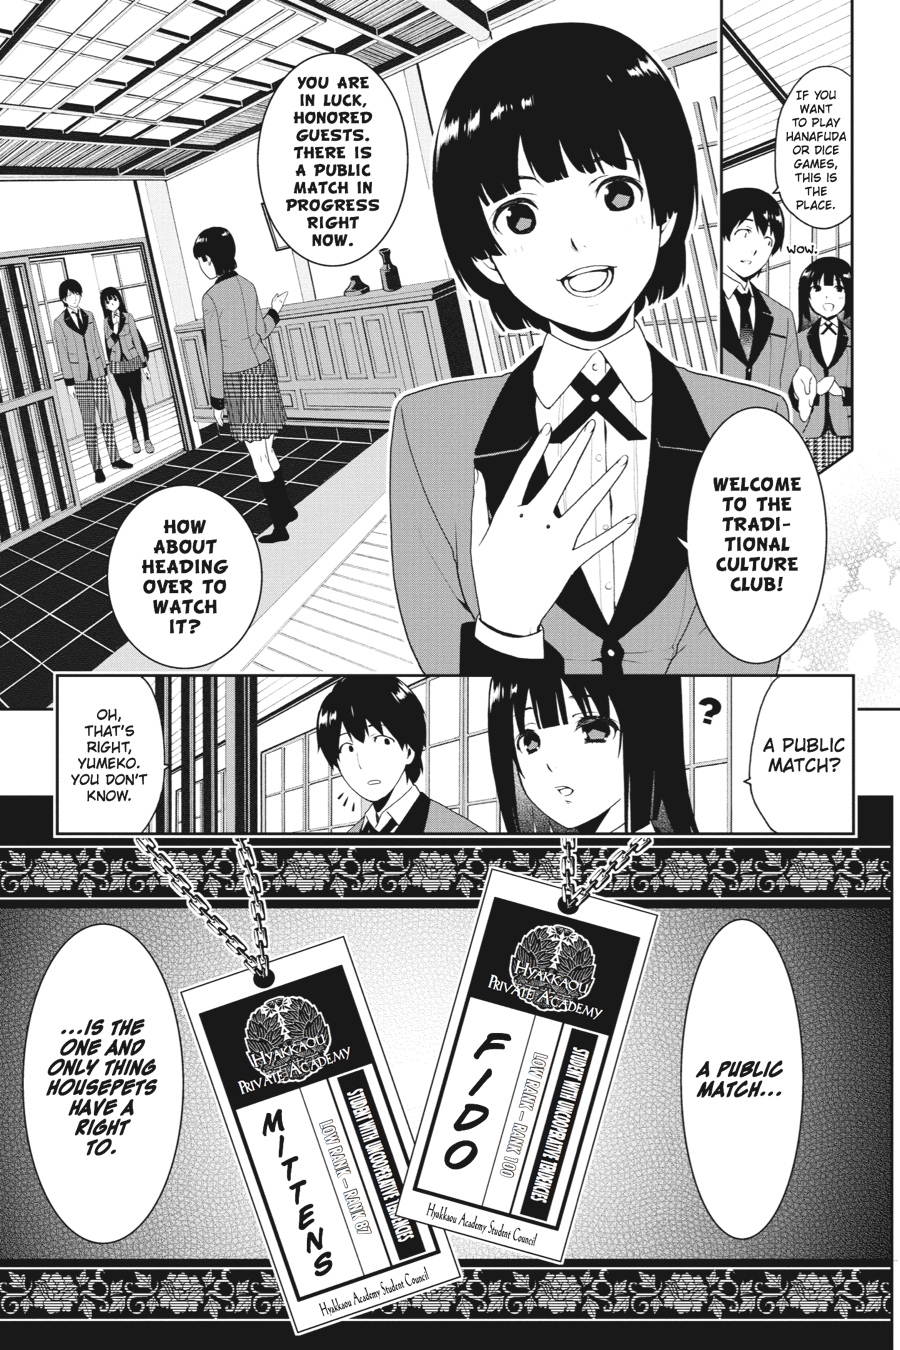 IF YOU
WANT
TO PLAY
HANAFUDA
OR DICE
GAMES,
THIS IS
THE
PLACE.
WOW.
WELCOME
TO THE
TRADI-
TIONAL
CULTURE
CLUB!
YOU ARE
IN LUCK,
HONORED
GUESTS.
THERE IS
A PUBLIC
MATCH IN
PROGRESS
RIGHT
NOW.
HOW
ABOUT
HEADING
OVER TO
WATCH
IT?
A PUBLIC
MATCH?
?
OH,
THAT'S
RIGHT,
YUMEKO.
YOU DON'T
KNOW.
A PUBLIC
MATCH...
HYAKKAOU
PRIVATE ACADEMY
STUDENT WITH UNCOOPERATIVE TENDENCIES
LOW RANK – RANK 100
FIDO
Hyakkaou Academy Student Council
HYAKKAOU
PRIVATE ACADEMY
STUDENT WITH UNCOOPERATIVE TENDENCIES
LOW RANK – RANK 87
MITTENS
Hyakkaou Academy Student Council
...IS THE
ONE AND
ONLY THING
HOUSEPETS
HAVE A
RIGHT
TO.